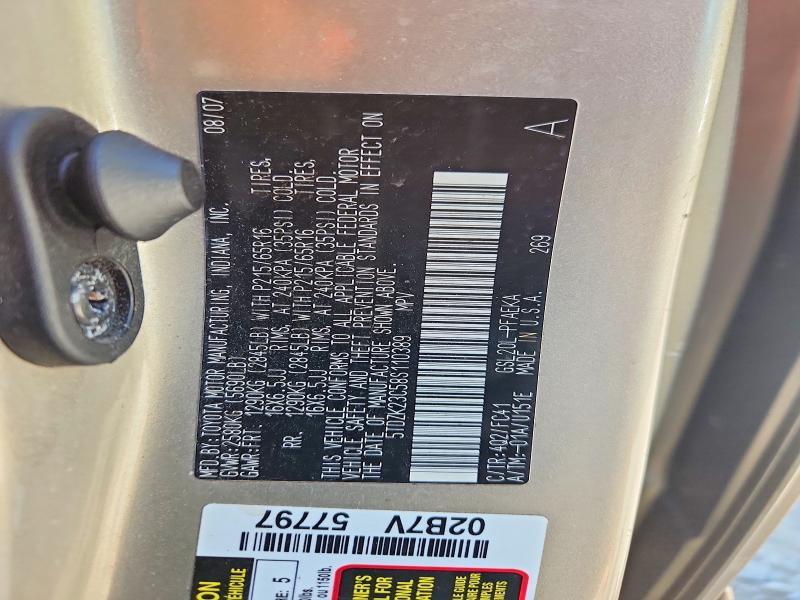 MFD. BY: TOYOTA MOTOR MANUFACTURING, INDIANA, INC. 08/07
GVWR: 2580KG (5690LB)
GAWR: FRT. 1290KG (2845LB) WITH P215/65R16 TIRES,
16X6.5JJ RIMS, AT 240KPA (35PSI) COLD.
RR. 1290KG (2845LB) WITH P215/65R16 TIRES,
16X6.5JJ RIMS, AT 240KPA (35PSI) COLD.
THIS VEHICLE CONFORMS TO ALL APPLICABLE FEDERAL MOTOR
VEHICLE SAFETY AND THEFT PREVENTION STANDARDS IN EFFECT ON
THE DATE OF MANUFACTURE SHOWN ABOVE.
5TDZK23C58S110389 MPV
C/TR:4Q2/FC41 GSL20L-PFAEKA
A/TM-01A/U151E MADE IN U.S.A. 269 A
57797
02B7V